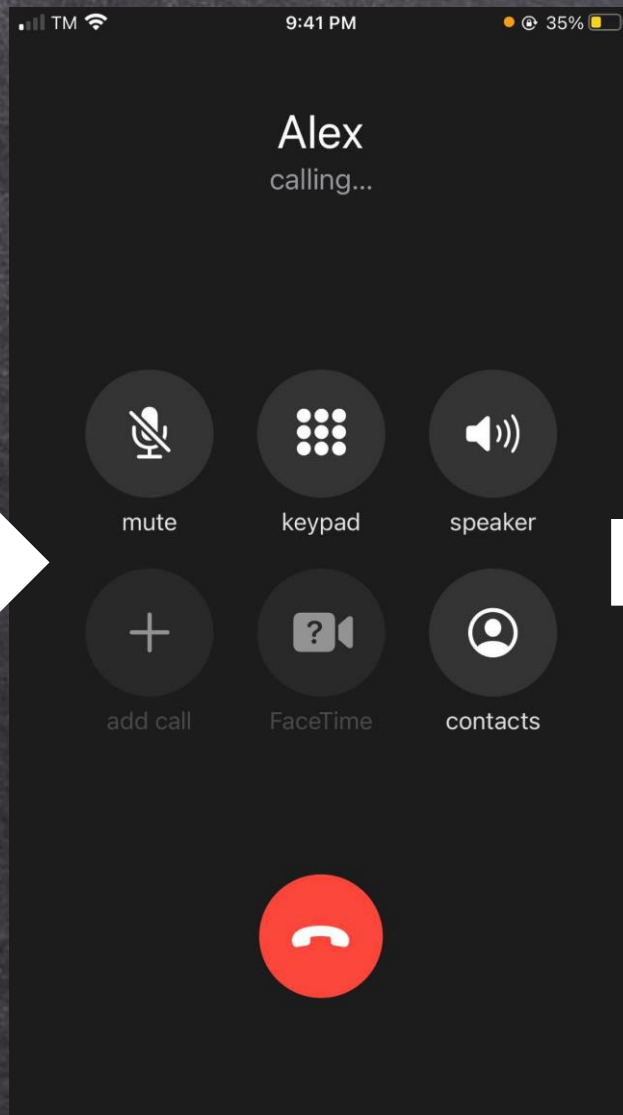 TM 9:41 PM 35%
Alex
calling...
mute keypad speaker
?
add call FaceTime contacts